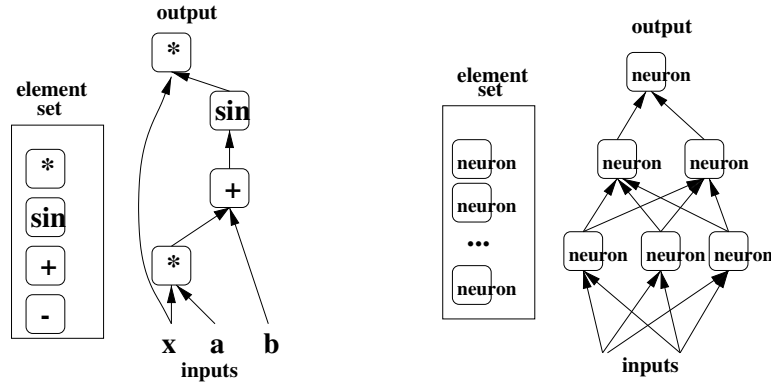 output
*
element
set
sin
*
sin
+
+
*
-
x a b
inputs
output
neuron
element
set
neuron
neuron neuron
neuron
...
neuron neuron neuron
neuron
inputs